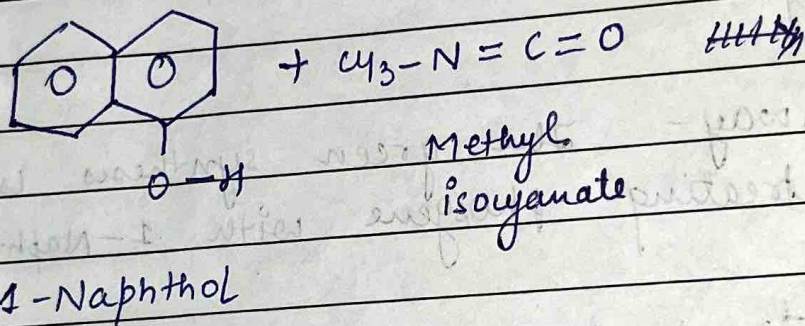 + CH3-N=C=O
O-H
Methyl
isocyanate
1-Naphthol